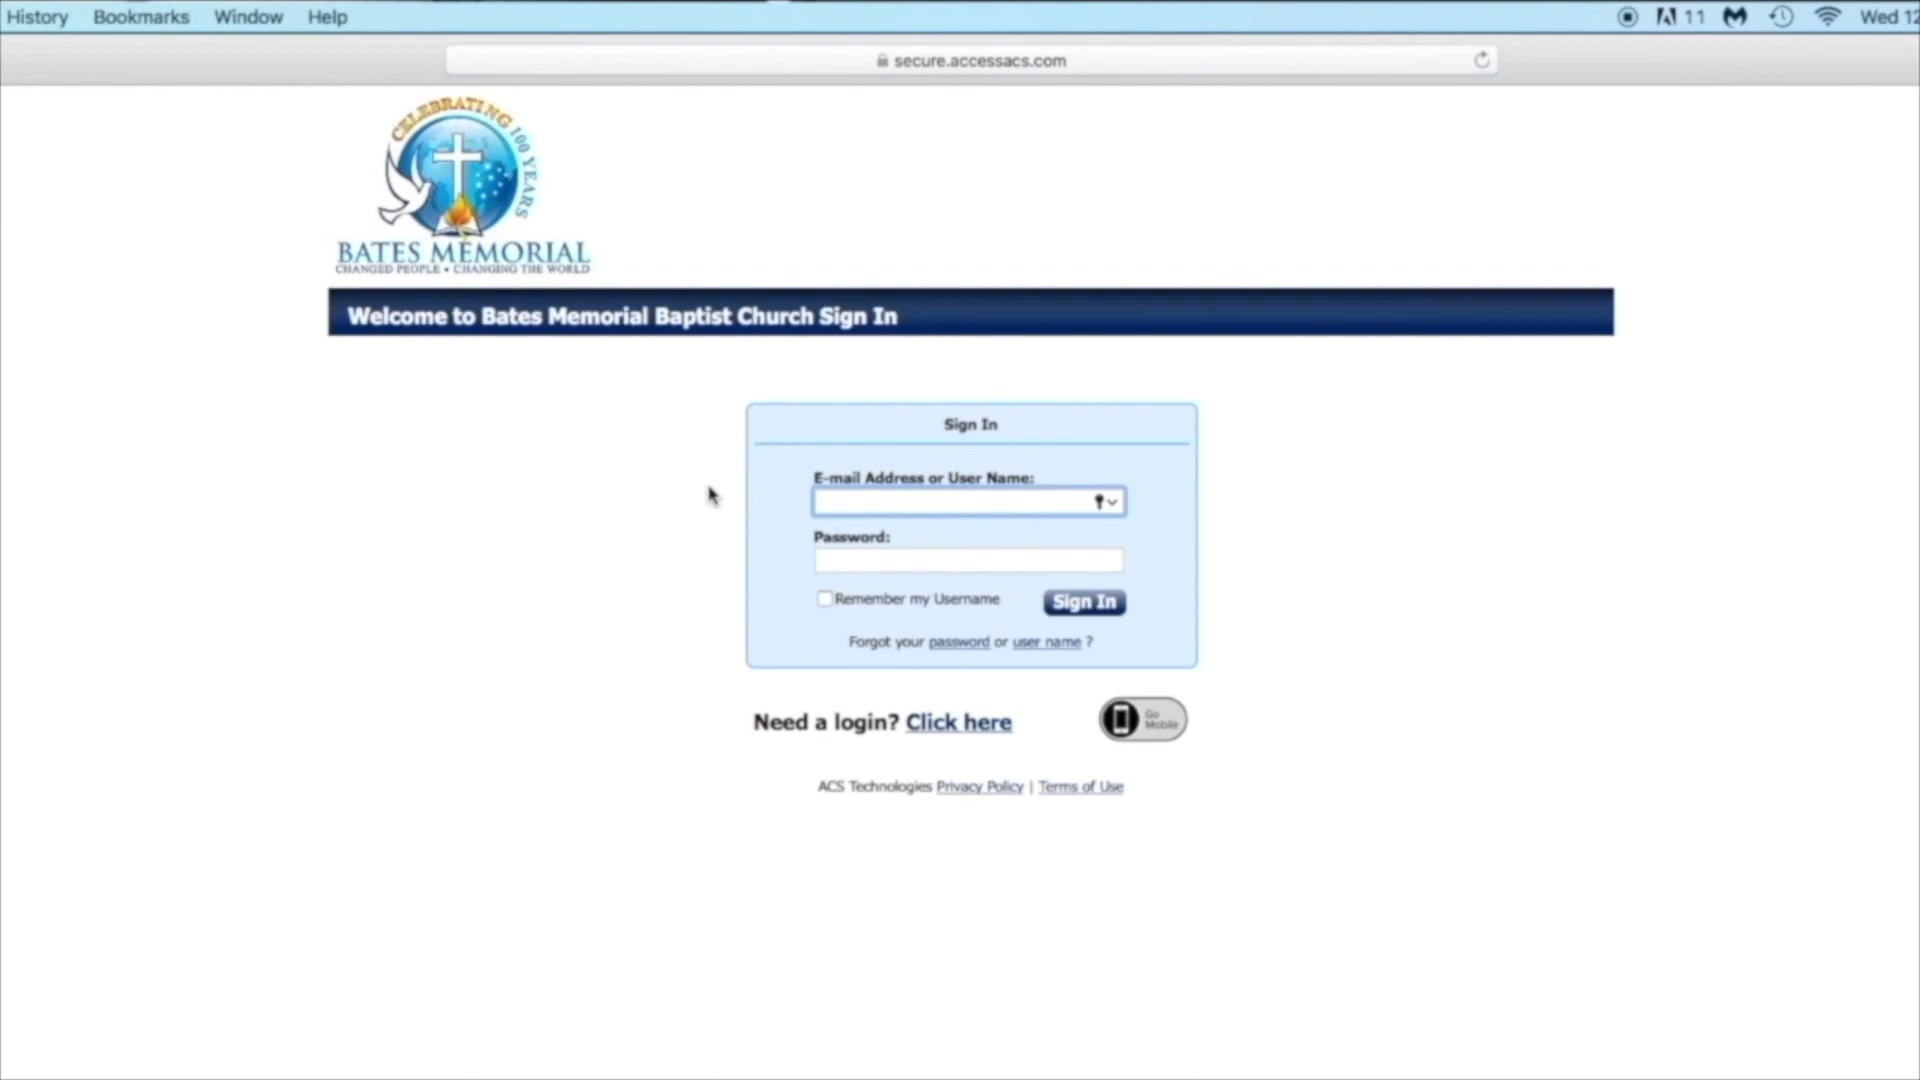 History Bookmarks Window Help 11 Wed 12
secure.accessacs.com
CELEBRATING 100 YEARS
BATES MEMORIAL
CHANGED PEOPLE • CHANGING THE WORLD
Welcome to Bates Memorial Baptist Church Sign In
Sign In
E-mail Address or User Name:
Password:
Remember my Username Sign In
Forgot your password or user name ?
Need a login? Click here
Go
Mobile
ACS Technologies Privacy Policy | Terms of Use